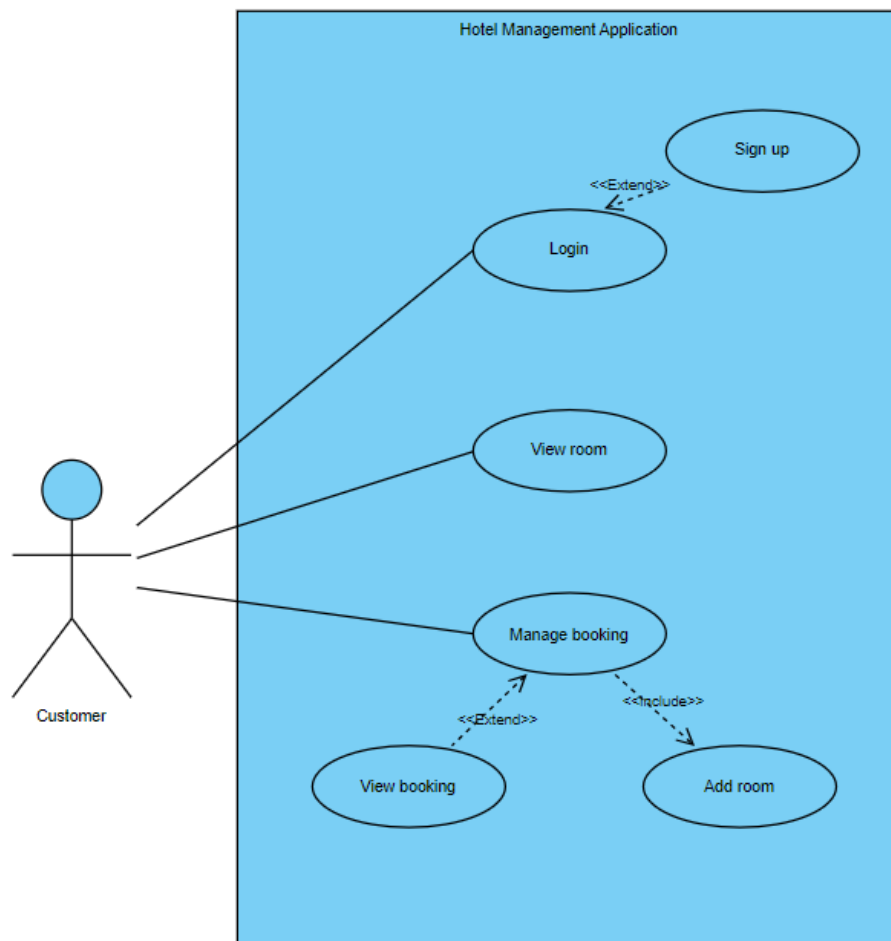 Hotel Management Application
Sign up
<<Extend>>
Login
View room
Manage booking
<<Extend>>
<<Include>>
Customer
View booking
Add room